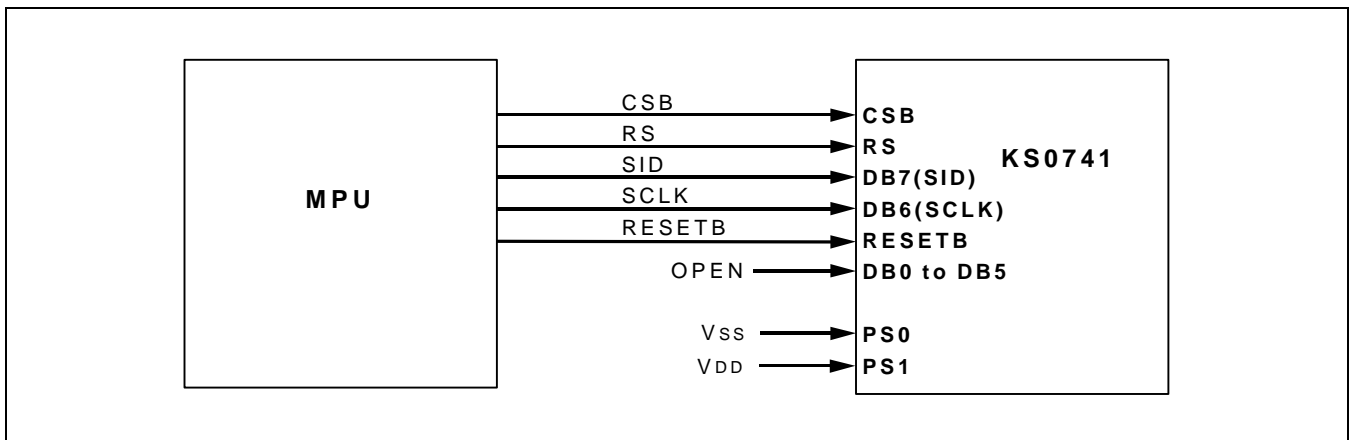 MPU
CSB
RS
SID
SCLK
RESETB
OPEN
VSS
VDD
CSB
RS
DB7(SID)
DB6(SCLK)
RESETB
DB0 to DB5
PS0
PS1
KS0741